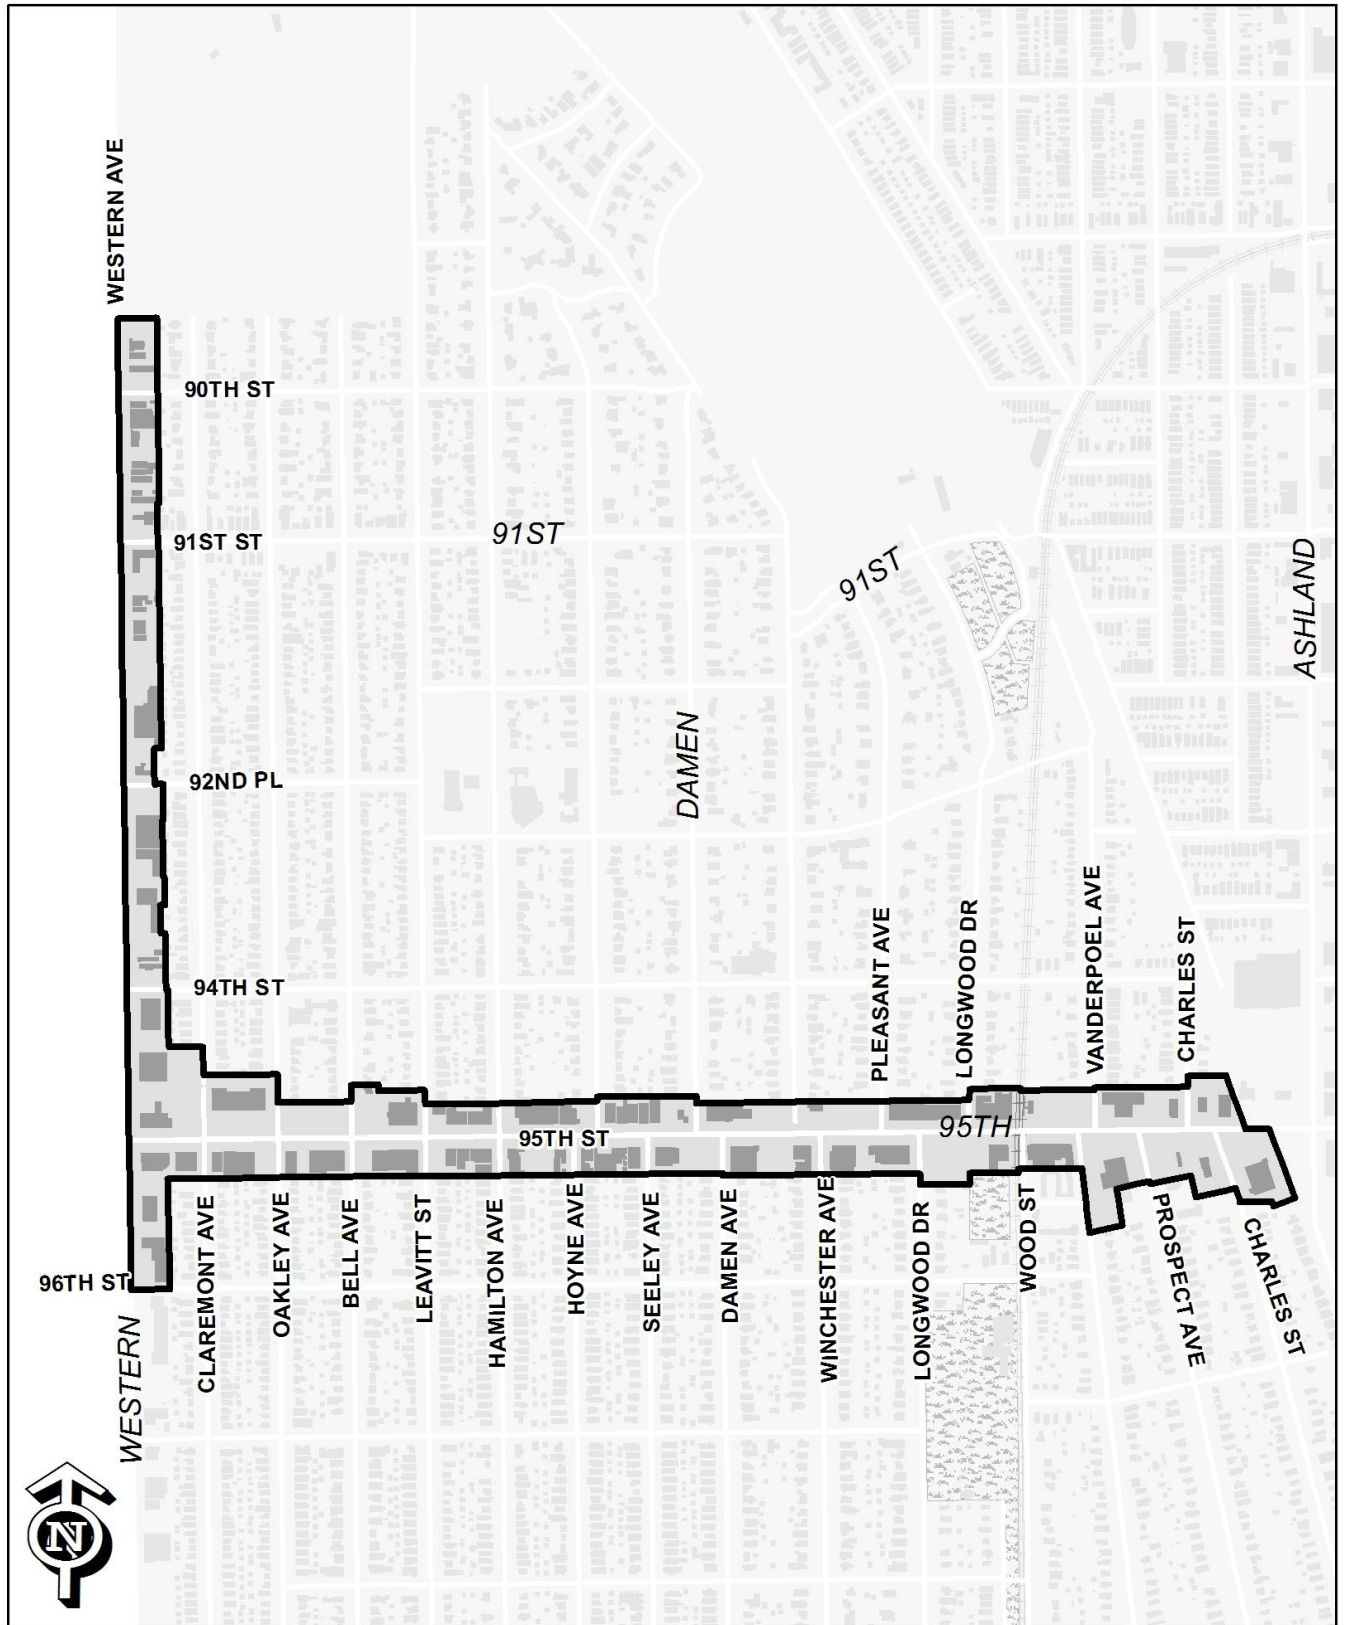 WESTERN AVE
90TH ST
91ST ST
91ST
91ST
ASHLAND
92ND PL
DAMEN
94TH ST
PLEASANT AVE
LONGWOOD DR
VANDERPOEL AVE
CHARLES ST
95TH ST
95TH
96TH ST
WESTERN
CLAREMONT AVE
OAKLEY AVE
BELL AVE
LEAVITT ST
HAMILTON AVE
HOYNE AVE
SEELEY AVE
DAMEN AVE
WINCHESTER AVE
LONGWOOD DR
WOOD ST
PROSPECT AVE
CHARLES ST
N